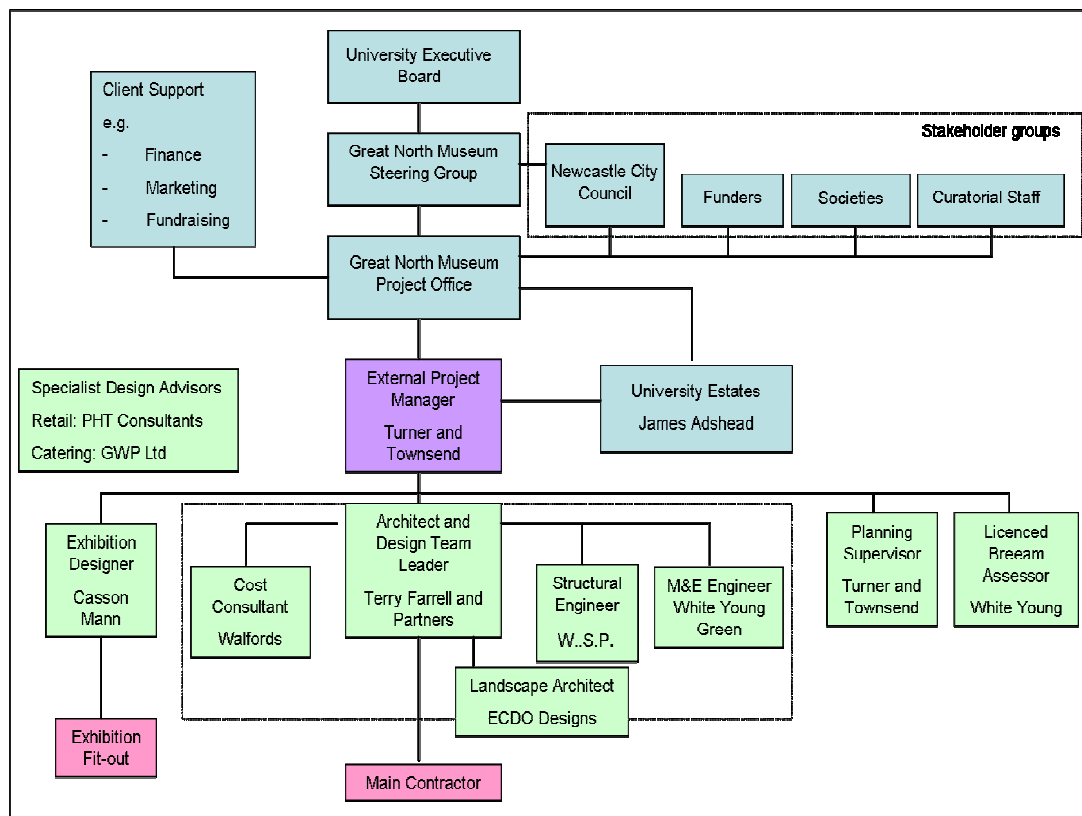 University Executive
Board
Client Support
e.g.
- Finance
- Marketing
- Fundraising
Stakeholder groups
Great North Museum
Steering Group
Newcastle City
Council
Funders
Societies
Curatorial Staff
Great North Museum
Project Office
External Project
Manager
Turner and
Townsend
University Estates
James Adshead
Specialist Design Advisors
Retail: PHT Consultants
Catering: GWP Ltd
Exhibition
Designer
Casson
Mann
Cost
Consultant
Walfords
Architect and
Design Team
Leader
Terry Farrell and
Partners
Structural
Engineer
W..S.P.
M&E Engineer
White Young
Green
Planning
Supervisor
Turner and
Townsend
Licenced
Breeam
Assessor
White Young
Landscape Architect
ECDO Designs
Exhibition
Fit-out
Main Contractor